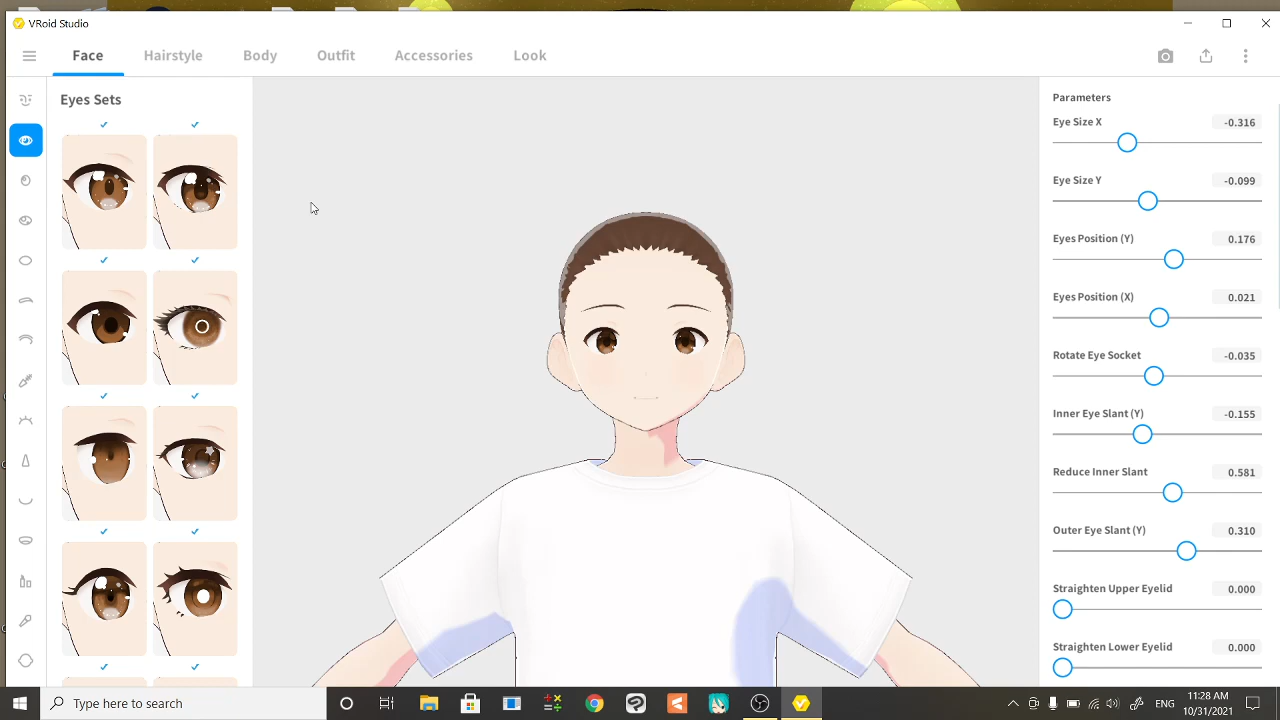 VRoid Studio
Face Hairstyle Body Outfit Accessories Look
Eyes Sets
Parameters
Eye Size X -0.316
Eye Size Y -0.099
Eyes Position (Y) 0.176
Eyes Position (X) 0.021
Rotate Eye Socket -0.035
Inner Eye Slant (Y) -0.155
Reduce Inner Slant 0.581
Outer Eye Slant (Y) 0.310
Straighten Upper Eyelid 0.000
Straighten Lower Eyelid 0.000
Type here to search
ENG
11:28 AM
10/31/2021